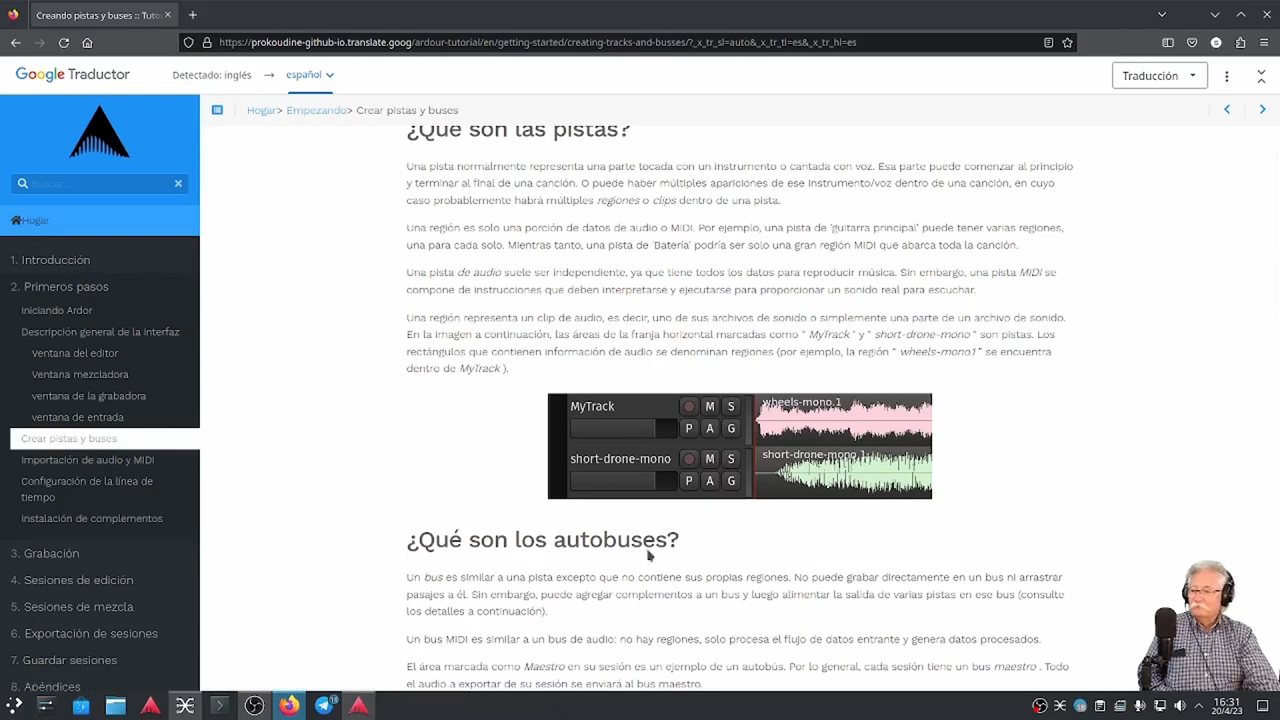 Creando pistas y buses :: Tuto
https://prokoudine-github-io.translate.goog/ardour-tutorial/en/getting-started/creating-tracks-and-busses/?_x_tr_sl=auto&_x_tr_tl=es&_x_tr_hl=es
Google Traductor
Detectado: inglés → español
Traducción
Hogar> Empezando> Crear pistas y buses
Buscar...
Hogar
1. Introducción
2. Primeros pasos
Iniciando Ardor
Descripción general de la interfaz
Ventana del editor
Ventana mezcladora
ventana de la grabadora
ventana de entrada
Crear pistas y buses
Importación de audio y MIDI
Configuración de la línea de
tiempo
Instalación de complementos
3. Grabación
4. Sesiones de edición
5. Sesiones de mezcla
6. Exportación de sesiones
7. Guardar sesiones
8. Apéndices
¿Qué son las pistas?
Una pista normalmente representa una parte tocada con un instrumento o cantada con voz. Esa parte puede comenzar al principio
y terminar al final de una canción. O puede haber múltiples apariciones de ese instrumento/voz dentro de una canción, en cuyo
caso probablemente habrá múltiples regiones o clips dentro de una pista.
Una región es solo una porción de datos de audio o MIDI. Por ejemplo, una pista de 'guitarra principal' puede tener varias regiones,
una para cada solo. Mientras tanto, una pista de 'Batería' podría ser solo una gran región MIDI que abarca toda la canción.
Una pista de audio suele ser independiente, ya que tiene todos los datos para reproducir música. Sin embargo, una pista MIDI se
compone de instrucciones que deben interpretarse y ejecutarse para proporcionar un sonido real para escuchar.
Una región representa un clip de audio, es decir, uno de sus archivos de sonido o simplemente una parte de un archivo de sonido.
En la imagen a continuación, las áreas de la franja horizontal marcadas como " MyTrack " y " short-drone-mono " son pistas. Los
rectángulos que contienen información de audio se denominan regiones (por ejemplo, la región " wheels-mono1 " se encuentra
dentro de MyTrack ).
MyTrack M S wheels-mono.1
P A G
short-drone-mono M S short-drone-mono.1
P A G
¿Qué son los autobuses?
Un bus es similar a una pista excepto que no contiene sus propias regiones. No puede grabar directamente en un bus ni arrastrar
pasajes a él. Sin embargo, puede agregar complementos a un bus y luego alimentar la salida de varias pistas en ese bus (consulte
los detalles a continuación).
Un bus MIDI es similar a un bus de audio: no hay regiones, solo procesa el flujo de datos entrante y genera datos procesados.
El área marcada como Maestro en su sesión es un ejemplo de un autobús. Por lo general, cada sesión tiene un bus maestro . Todo
el audio a exportar de su sesión se enviará al bus maestro.
16:31
20/4/23